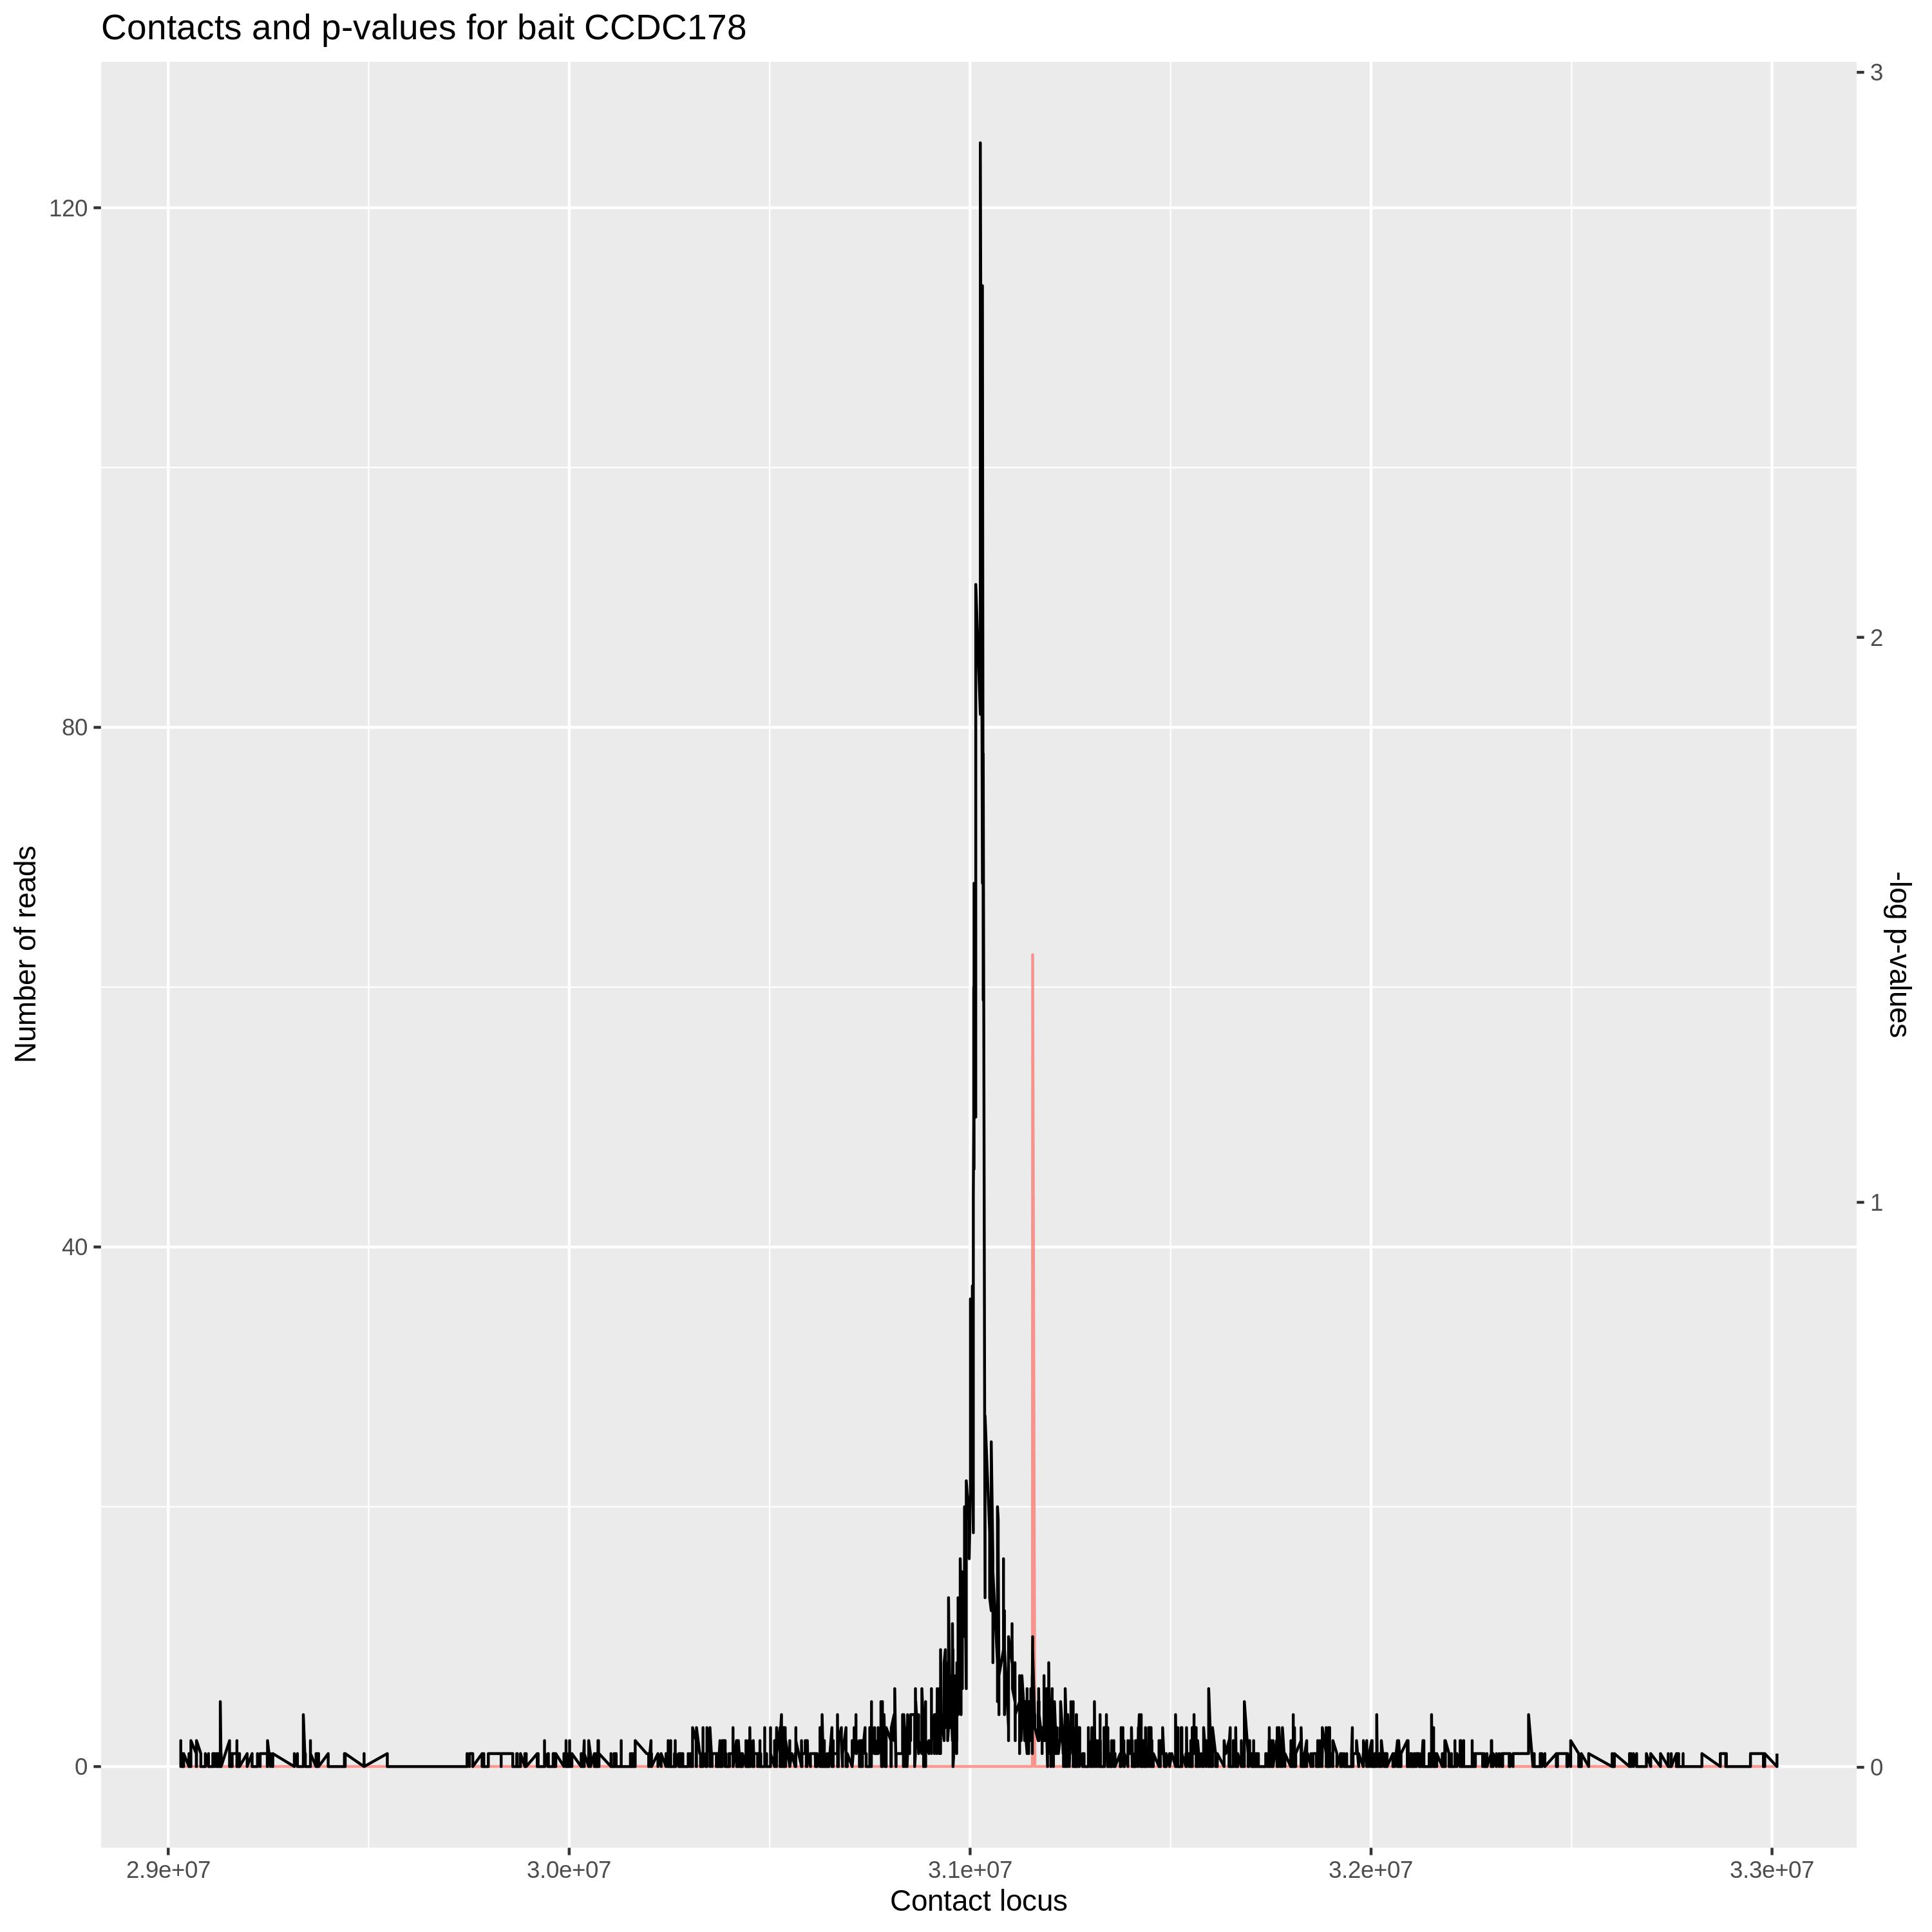 Contacts and p-values for bait CCDC178
3
120
2
80
Number of reads
-log p-values
1
40
0
0
2.9e+07
3.0e+07
3.1e+07
3.2e+07
3.3e+07
Contact locus